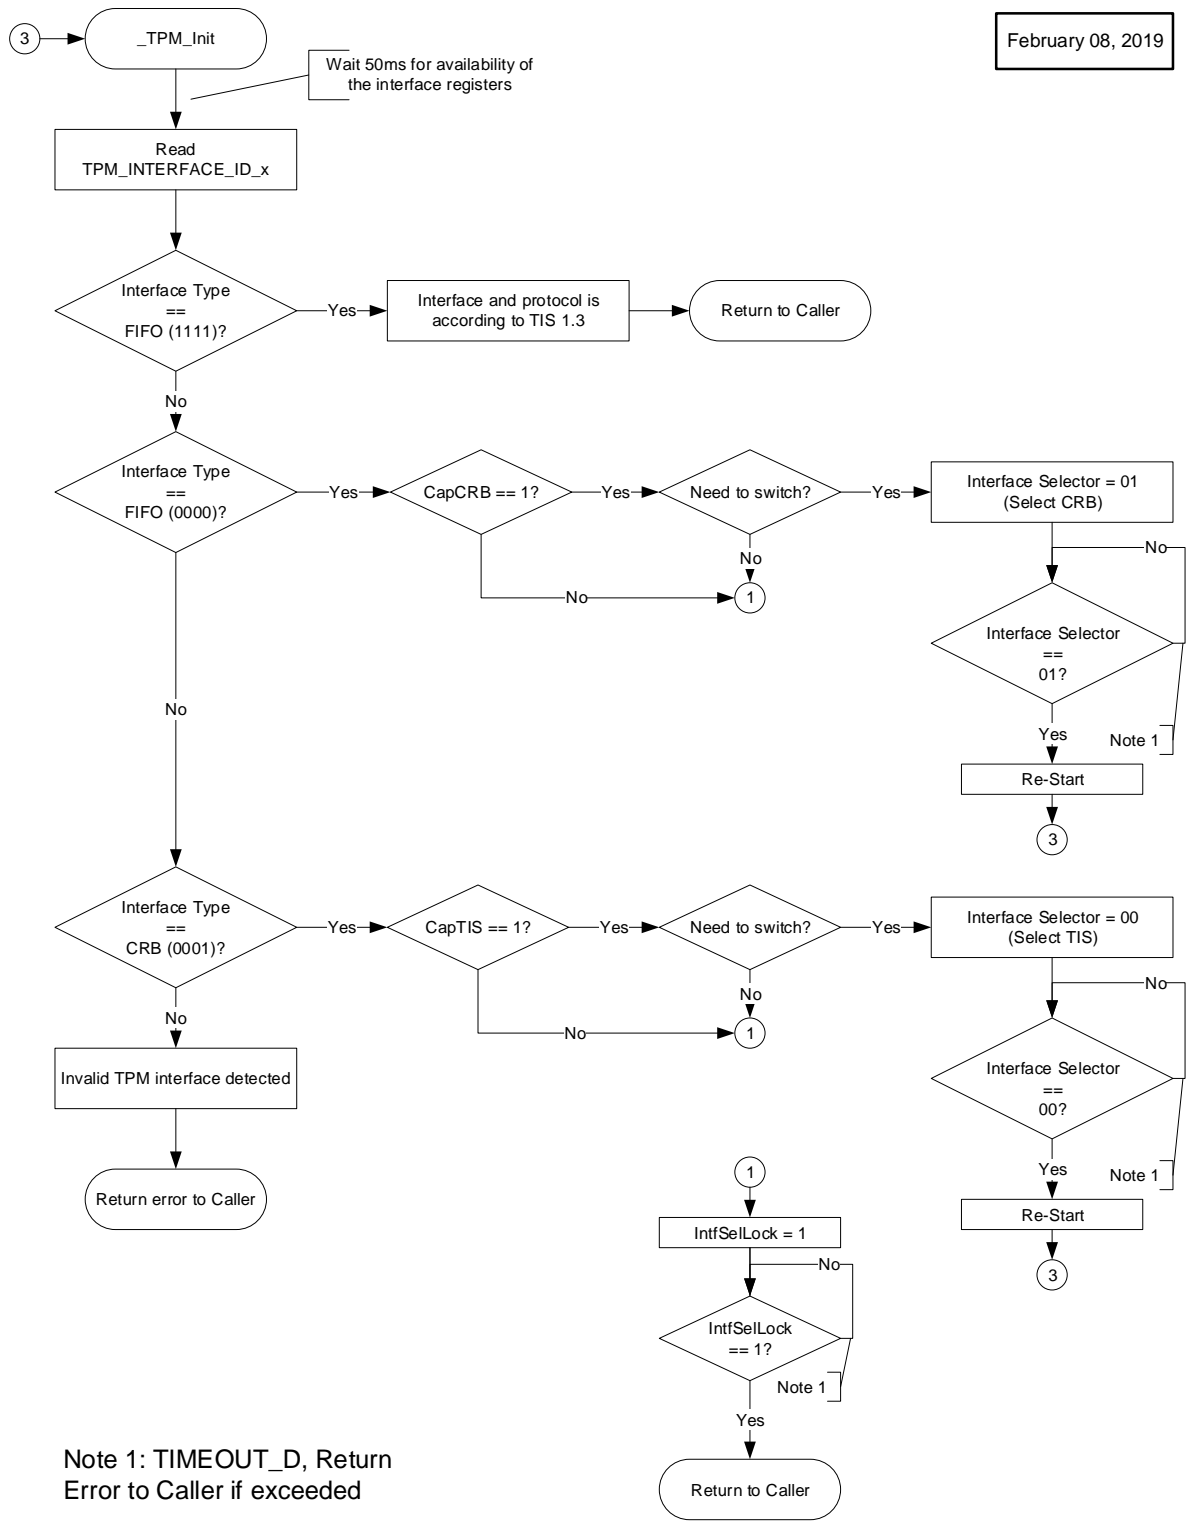 3
_TPM_Init
February 08, 2019
Wait 50ms for availability of
the interface registers
Read
TPM_INTERFACE_ID_x
Interface Type
==
FIFO (1111)?
Yes
Interface and protocol is
according to TIS 1.3
Return to Caller
No
Interface Type
==
FIFO (0000)?
Yes
CapCRB == 1?
Yes
Need to switch?
Yes
Interface Selector = 01
(Select CRB)
No
No
1
No
Interface Selector
==
01?
No
Yes
Note 1
Re-Start
3
Interface Type
==
CRB (0001)?
Yes
CapTIS == 1?
Yes
Need to switch?
Yes
Interface Selector = 00
(Select TIS)
No
No
No
1
No
Interface Selector
==
00?
Invalid TPM interface detected
Yes
Note 1
Return error to Caller
Re-Start
3
1
IntfSelLock = 1
No
IntfSelLock
== 1?
Note 1
Yes
Return to Caller
Note 1: TIMEOUT_D, Return
Error to Caller if exceeded